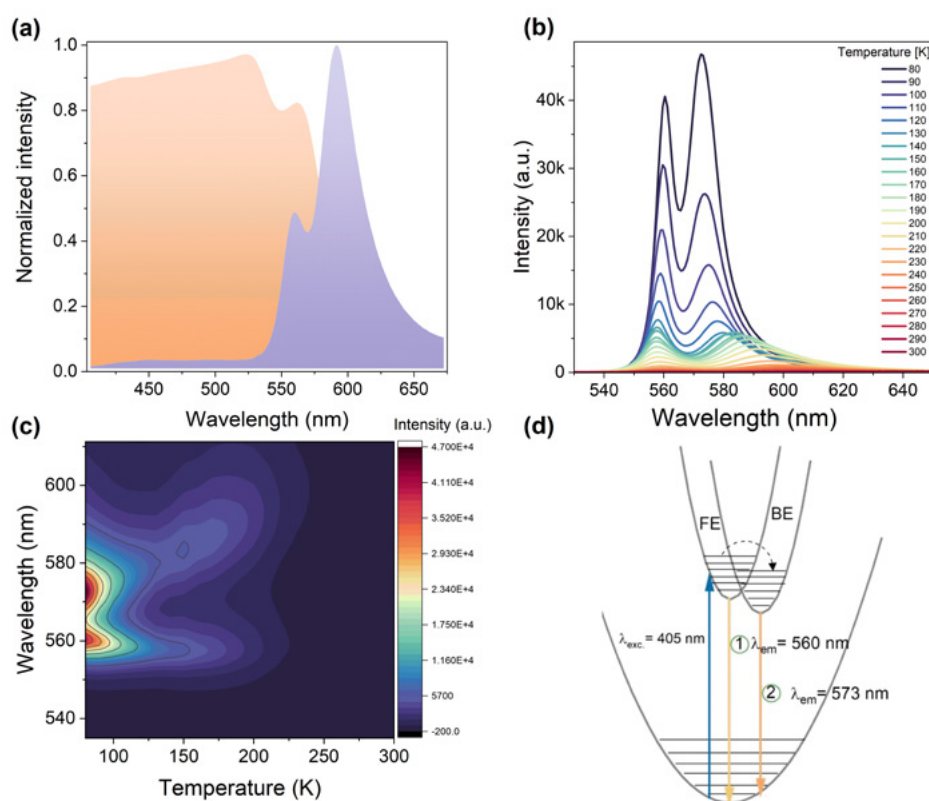 (a)
1.0
0.8
0.6
0.4
0.2
0.0
Normalized intensity
450
500
550
600
650
Wavelength (nm)
(b)
40k
30k
20k
10k
0
Intensity (a.u.)
540
560
580
600
620
640
Wavelength (nm)
Temperature [K]
80
90
100
110
120
130
140
150
160
170
180
190
200
210
220
230
240
250
260
270
280
290
300
(c)
600
580
560
540
Wavelength (nm)
100
150
200
250
300
Temperature (K)
Intensity (a.u.)
4.700E+4
4.110E+4
3.520E+4
2.930E+4
2.340E+4
1.750E+4
1.160E+4
5700
-200.0
(d)
FE
BE
λexc. = 405 nm
① λem = 560 nm
② λem = 573 nm